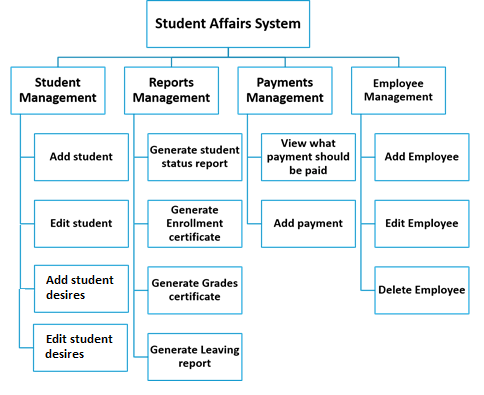 Student Affairs System
Student
Management
Reports
Management
Payments
Management
Employee
Management
Add student
Edit student
Add student
desires
Edit student
desires
Generate student
status report
Generate
Enrollment
certificate
Generate Grades
certificate
Generate Leaving
report
View what
payment should
be paid
Add payment
Add Employee
Edit Employee
Delete Employee